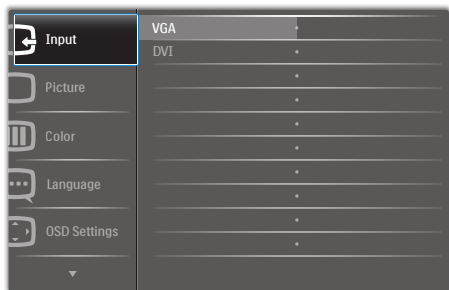 Input
VGA
DVI
Picture
Color
Language
OSD Settings